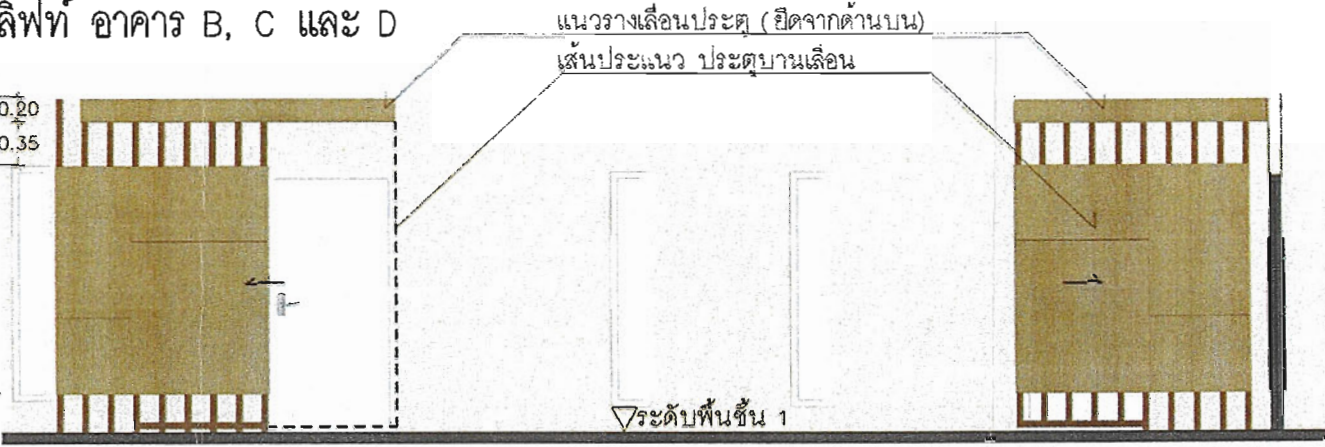 ลิฟท์ อาคาร B, C และ D
แนวรางเลื่อนประตู (ยึดจากด้านบน)
เส้นประแนว ประตูบานเลื่อน
0.20
0.35
ระดับพื้นชั้น 1